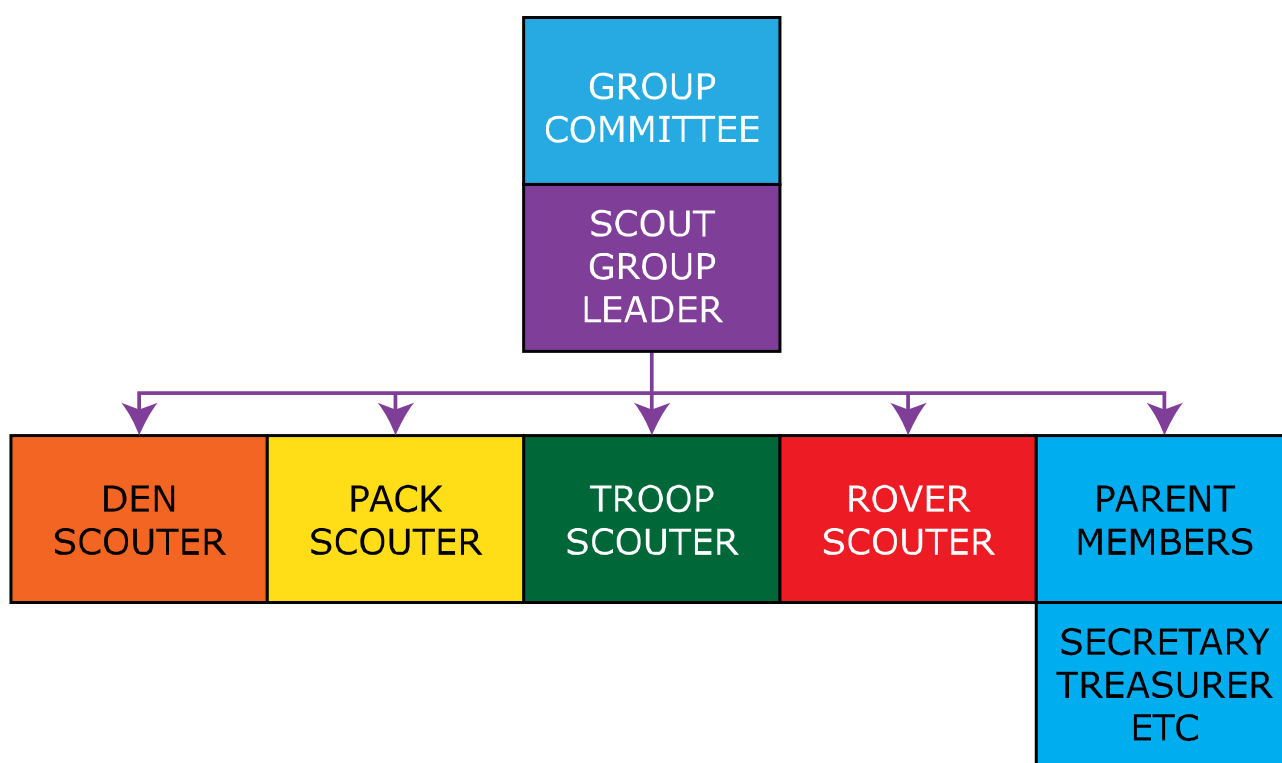 GROUP
COMMITTEE
SCOUT
GROUP
LEADER
DEN
SCOUTER
PACK
SCOUTER
TROOP
SCOUTER
ROVER
SCOUTER
PARENT
MEMBERS
SECRETARY
TREASURER
ETC